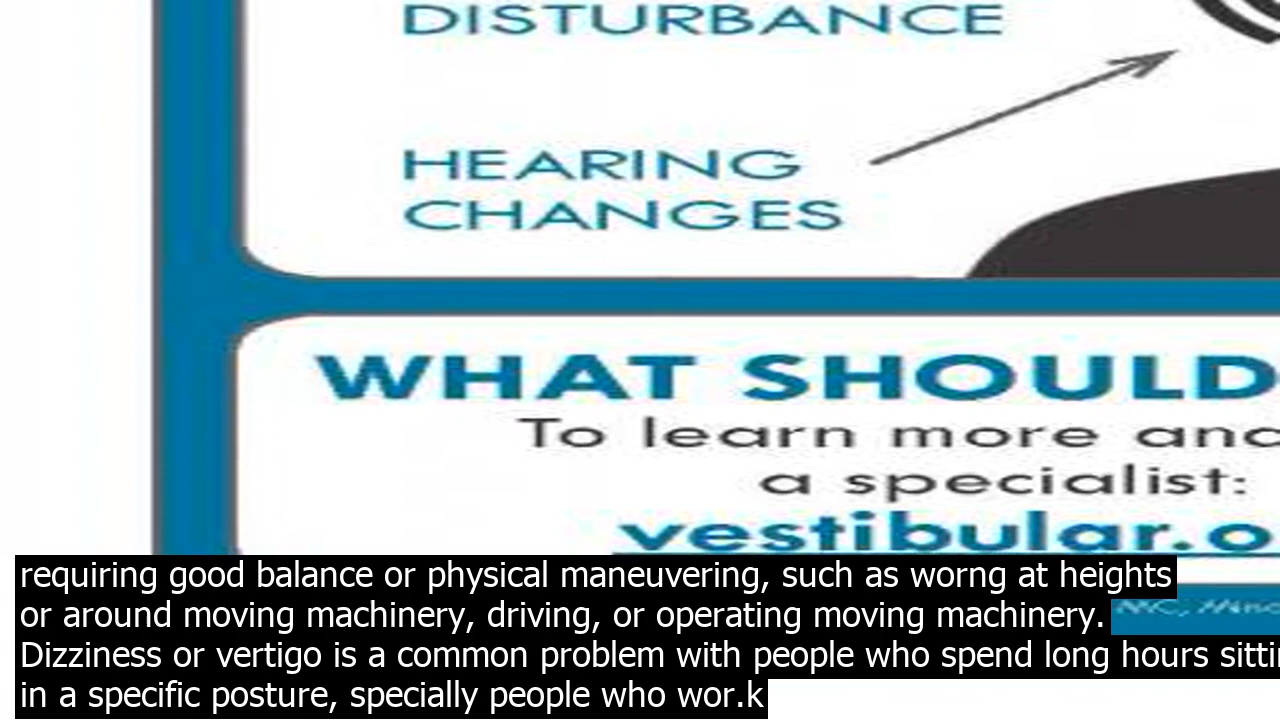 DISTURBANCE
HEARING
CHANGES
WHAT SHOULD
To learn more and
a specialist:
vestibular.o
requiring good balance or physical maneuvering, such as worng at heights
or around moving machinery, driving, or operating moving machinery.
Dizziness or vertigo is a common problem with people who spend long hours sittin
in a specific posture, specially people who wor.k